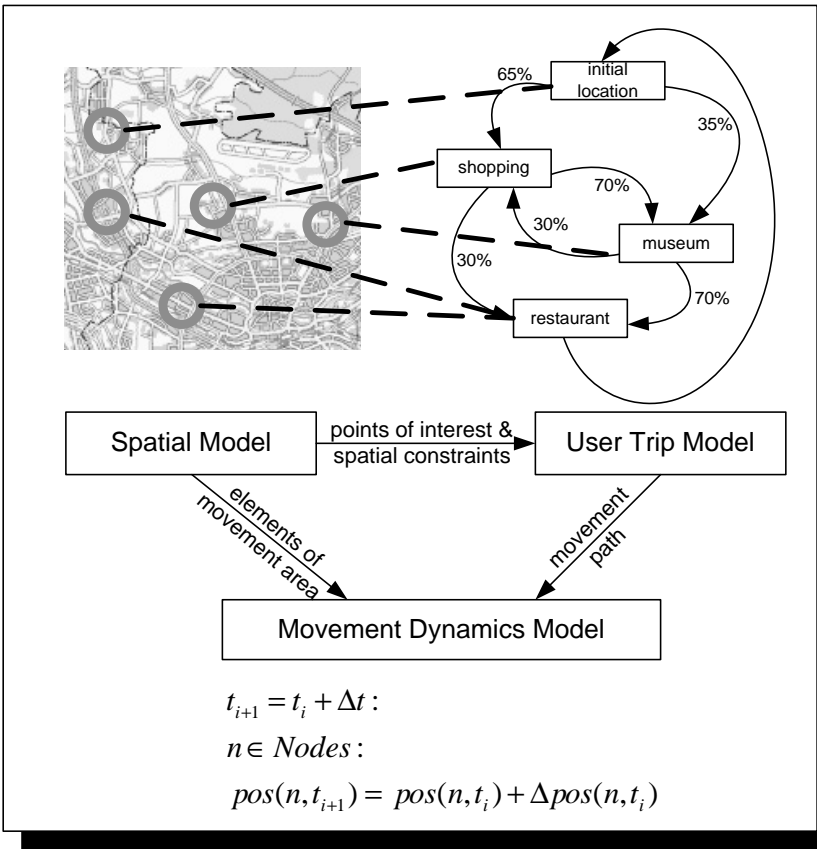 initial
location
65%
35%
shopping
70%
30%
museum
30%
70%
restaurant
Spatial Model
points of interest &
spatial constraints
User Trip Model
elements of
movement area
movement
path
Movement Dynamics Model
t_{i+1} = t_i + Δt :
n ∈ Nodes :
pos(n,t_{i+1}) = pos(n,t_i) + Δpos(n,t_i)